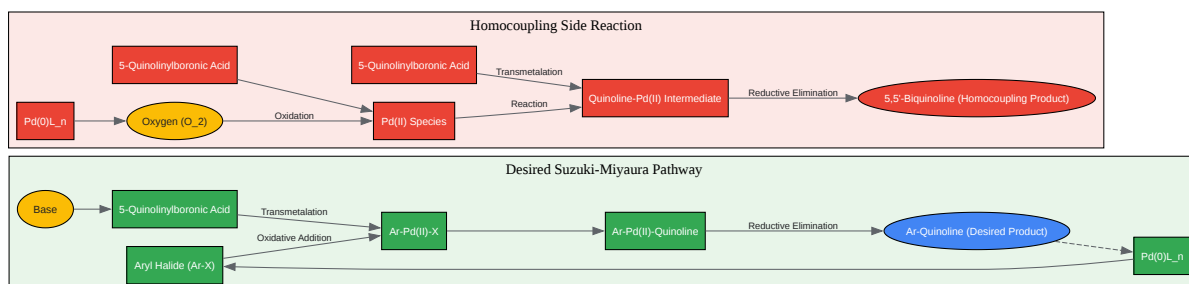 Homocoupling Side Reaction
5-Quinolinylboronic Acid
5-Quinolinylboronic Acid
Transmetalation
Quinoline-Pd(II) Intermediate
Reductive Elimination
5,5'-Biquinoline (Homocoupling Product)
Pd(0)L_n
Oxygen (O_2)
Oxidation
Pd(II) Species
Reaction
Desired Suzuki-Miyaura Pathway
Base
5-Quinolinylboronic Acid
Transmetalation
Oxidative Addition
Aryl Halide (Ar-X)
Ar-Pd(II)-X
Ar-Pd(II)-Quinoline
Reductive Elimination
Ar-Quinoline (Desired Product)
Pd(0)L_n